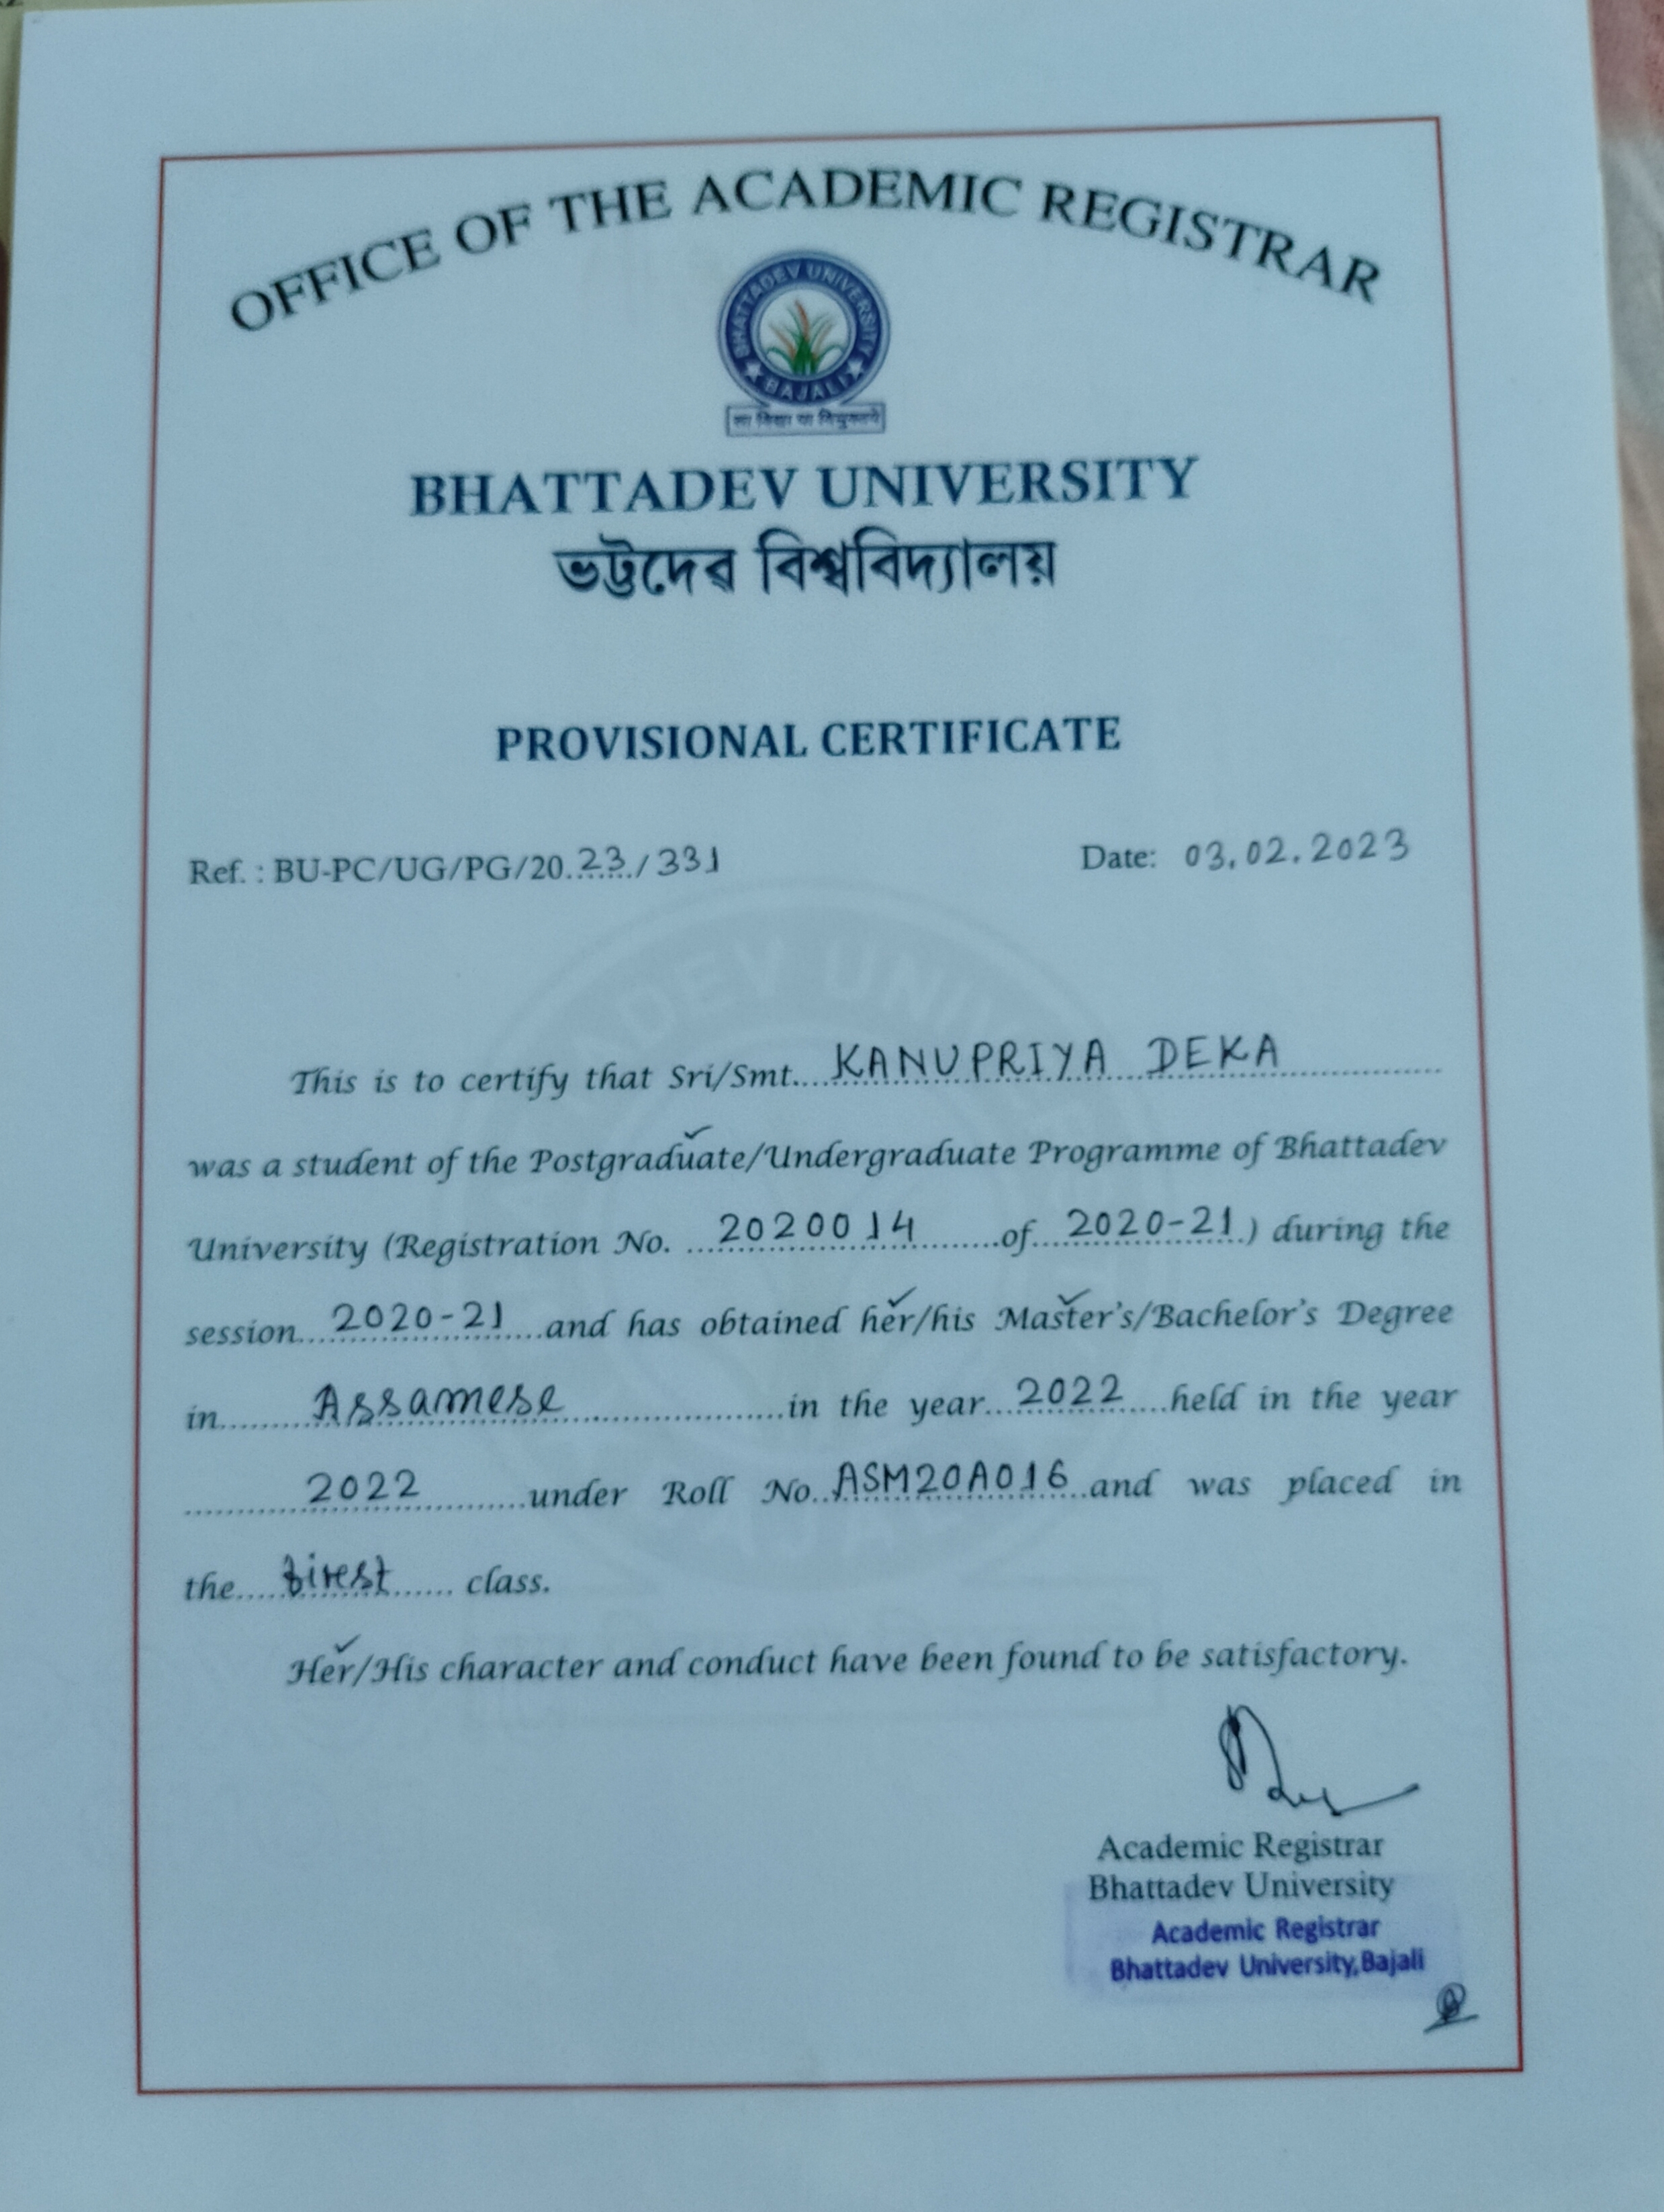 OFFICE OF THE ACADEMIC REGISTRAR
BHATTADEV UNIVERSITY
BAJALI
सा विद्या या विमुक्तये
BHATTADEV UNIVERSITY
ভট্টদেৱ বিশ্ববিদ্যালয়
PROVISIONAL CERTIFICATE
Ref. : BU-PC/UG/PG/20.23/331 Date: 03.02.2023
This is to certify that Sri/Smt....KANUPRIYA DEKA
was a student of the Postgraduate/Undergraduate Programme of Bhattadev
University (Registration No. 2020014 of 2020-21) during the
session 2020-21 and has obtained her/his Master's/Bachelor's Degree
in Assamese in the year 2022 held in the year
2022 under Roll No. ASM20A016 and was placed in
the first class.
Her/His character and conduct have been found to be satisfactory.
Academic Registrar
Bhattadev University
Academic Registrar
Bhattadev University,Bajali